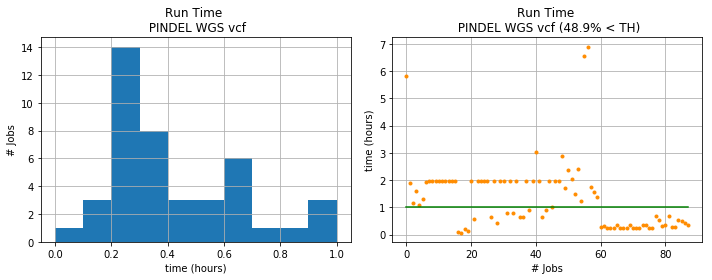 Run Time
PINDEL WGS vcf
# Jobs
14
12
10
8
6
4
2
0
0.0 0.2 0.4 0.6 0.8 1.0
time (hours)
Run Time
PINDEL WGS vcf (48.9% < TH)
time (hours)
7
6
5
4
3
2
1
0
0 20 40 60 80
# Jobs